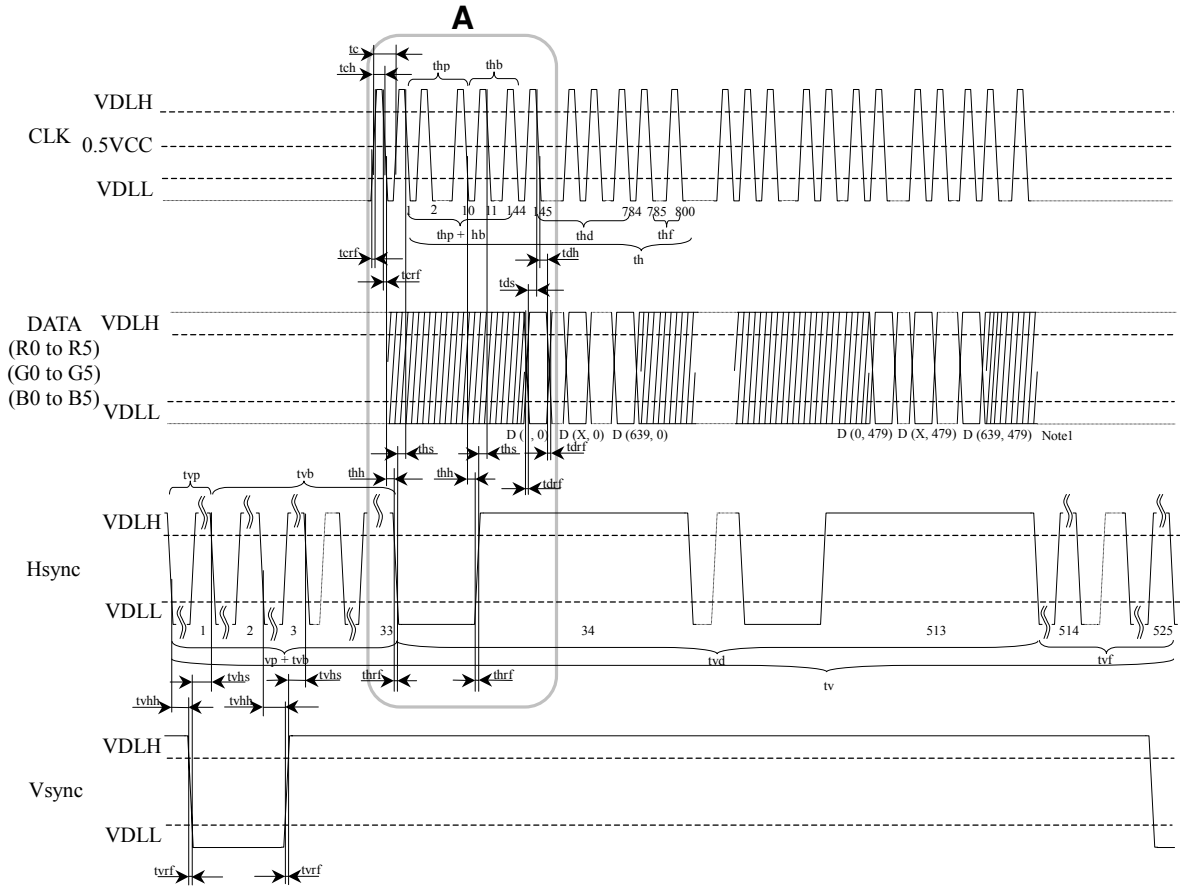 A
tc
tch
thp
thb
VDLH
CLK
0.5VCC
VDLL
1 2 10 11 144 145 784 785 800
thp + hb
thd
thf
th
tcrf
tcrf
tdh
tds
DATA
(R0 to R5)
(G0 to G5)
(B0 to B5)
VDLH
VDLL
D ( , 0) D (X, 0) D (639, 0)
D (0, 479) D (X, 479) D (639, 479) Note1
ths
ths
tdrf
thh
thh
tdrf
tvp
tvb
VDLH
Hsync
VDLL
1 2 3 33 34 513 514 525
vp + tvb
tvd
tvf
tv
tvhs
tvhs
thrf
thrf
tvhh
tvhh
VDLH
Vsync
VDLL
tvrf
tvrf